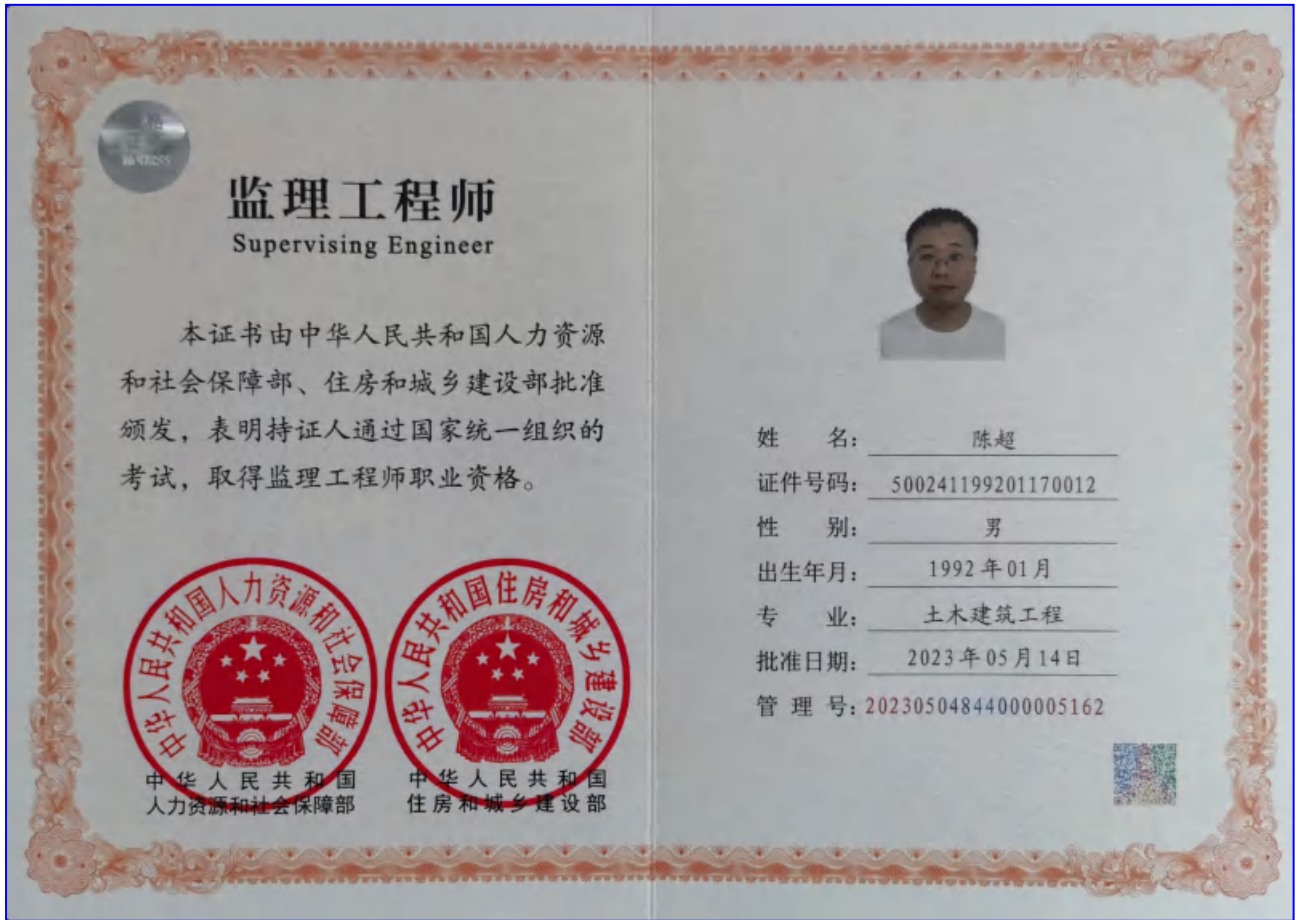 监理工程师
Supervising Engineer
本证书由中华人民共和国人力资源
和社会保障部、住房和城乡建设部批准
颁发，表明持证人通过国家统一组织的
考试，取得监理工程师职业资格。
中华人民共和国人力资源和社会保障部
中华人民共和国
人力资源和社会保障部
中华人民共和国住房和城乡建设部
中华人民共和国
住房和城乡建设部
姓 名： 陈超
证件号码： 500241199201170012
性 别： 男
出生年月： 1992年01月
专 业： 土木建筑工程
批准日期： 2023年05月14日
管 理 号： 20230504844000005162